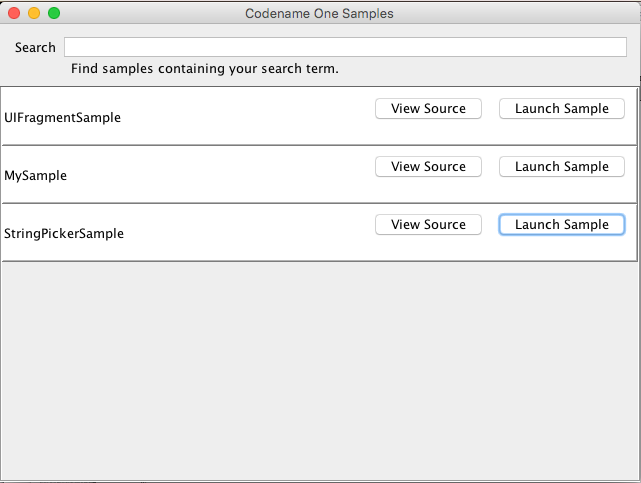 Codename One Samples
Search
Find samples containing your search term.
UIFragmentSample View Source Launch Sample
MySample View Source Launch Sample
StringPickerSample View Source Launch Sample